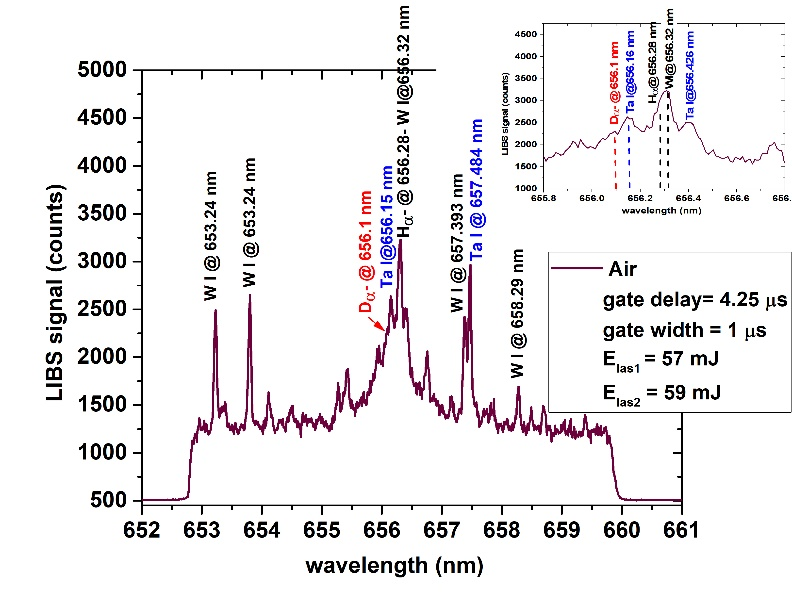 5000
4500
4000
3500
3000
2500
2000
1500
1000
500
LIBS signal (counts)
652 653 654 655 656 657 658 659 660 661
wavelength (nm)
W I @ 653.24 nm
W I @ 653.24 nm
Dα- @ 656.1 nm
Ta I@656.15 nm
Hα- @ 656.28- W I@656.32 nm
W I @ 657.393 nm
Ta I @ 657.484 nm
W I @ 658.29 nm
4500
4000
3500
3000
2500
2000
1500
1000
LIBS signal (counts)
655.8 656.0 656.2 656.4 656.6 656.
wavelength (nm)
Dα- @ 656.1 nm
Ta I@656.16 nm
Hα@656.28 nm
WI@656.32 nm
Ta I@656.426 nm
Air
gate delay= 4.25 μs
gate width = 1 μs
Elas1 = 57 mJ
Elas2 = 59 mJ